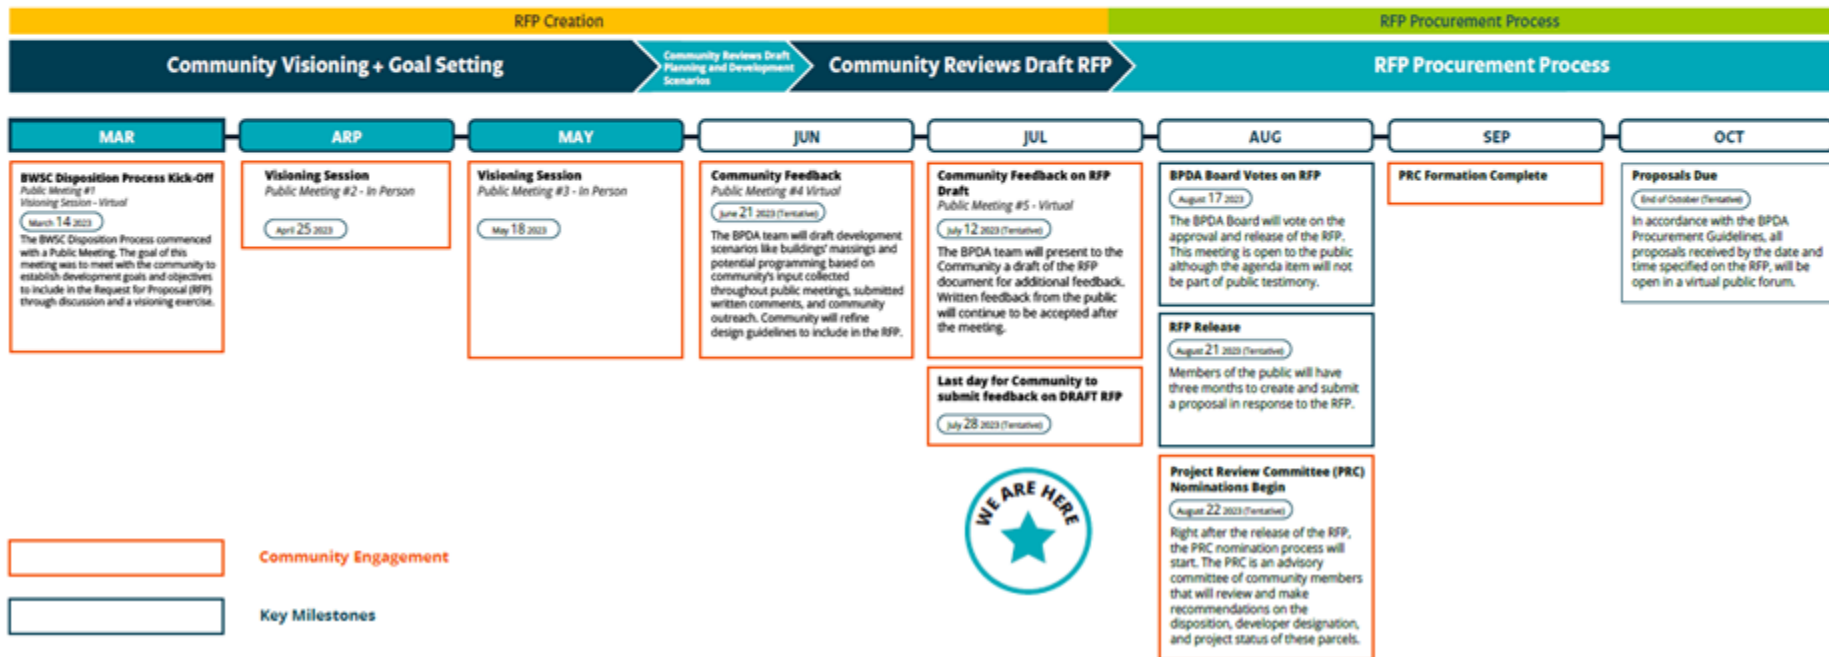 RFP Creation
RFP Procurement Process
Community Visioning + Goal Setting
Community Reviews Draft
Planning and Development
Scenarios
Community Reviews Draft RFP
RFP Procurement Process
MAR
ARP
MAY
JUN
JUL
AUG
SEP
OCT
BWSC Disposition Process Kick-Off
Public Meeting #1
Visioning Session - Virtual
March 14 2023
The BWSC Disposition Process commenced
with a Public Meeting. The goal of this
meeting was to meet with the community to
establish development goals and objectives
to include in the Request for Proposal (RFP)
through discussion and a visioning exercise.
Visioning Session
Public Meeting #2 - In Person
April 25 2023
Visioning Session
Public Meeting #3 - In Person
May 18 2023
Community Feedback
Public Meeting #4 Virtual
June 21 2023 (Tentative)
The BPDA team will draft development
scenarios like buildings' massings and
potential programming based on
community's input collected
throughout public meetings, submitted
written comments, and community
outreach. Community will refine
design guidelines to include in the RFP.
Community Feedback on RFP
Draft
Public Meeting #5 - Virtual
July 12 2023 (Tentative)
The BPDA team will present to the
Community a draft of the RFP
document for additional feedback.
Written feedback from the public
will continue to be accepted after
the meeting.
Last day for Community to
submit feedback on DRAFT RFP
July 28 2023 (Tentative)
WE ARE HERE
BPDA Board Votes on RFP
August 17 2023
The BPDA Board will vote on the
approval and release of the RFP.
This meeting is open to the public
although the agenda item will not
be part of public testimony.
RFP Release
August 21 2023 (Tentative)
Members of the public will have
three months to create and submit
a proposal in response to the RFP.
Project Review Committee (PRC)
Nominations Begin
August 22 2023 (Tentative)
Right after the release of the RFP,
the PRC nomination process will
start. The PRC is an advisory
committee of community members
that will review and make
recommendations on the
disposition, developer designation,
and project status of these parcels.
PRC Formation Complete
Proposals Due
End of October (Tentative)
In accordance with the BPDA
Procurement Guidelines, all
proposals received by the date and
time specified on the RFP, will be
open in a virtual public forum.
Community Engagement
Key Milestones